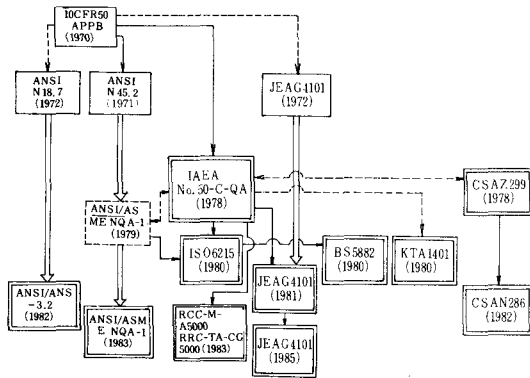 10CFR50
APPB
(1970)
ANSI
N18.7
(1972)
ANSI
N45.2
(1971)
JEAG4101
(1972)
IAEA
No.50-C-QA
(1978)
CSAZ299
(1978)
ANSI/AS
ME NQA-1
(1979)
ISO6215
(1980)
BS5882
(1980)
KTA1401
(1980)
ANSI/ANS
-3.2
(1982)
ANSI/ASM
E NQA-1
(1983)
RCC-M-
A5000
RRC-TA-CG
5000(1983)
JEAG4101
(1981)
JEAG4101
(1985)
CSAN286
(1982)